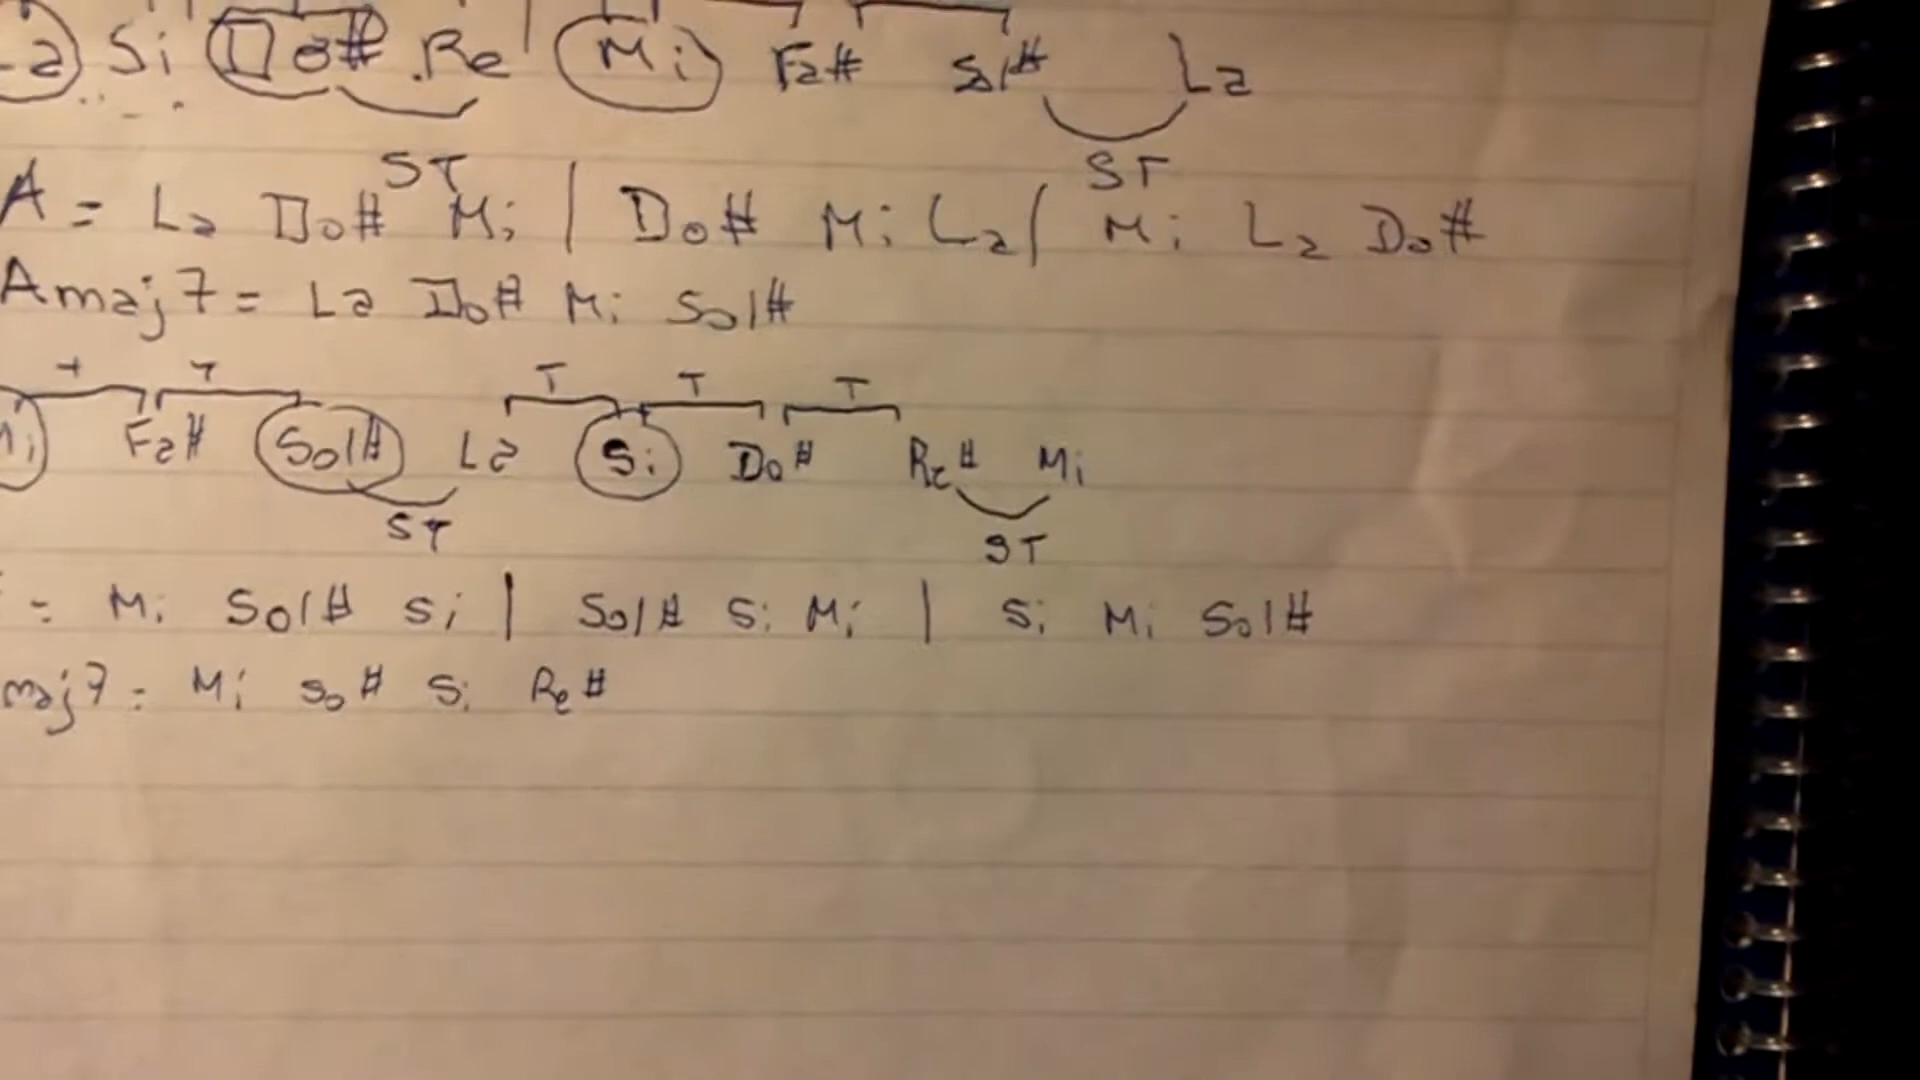 La Si Do# Re Mi Fa# Sol# La
ST ST
A = La Do# Mi | Do# Mi La | Mi La Do#
Amaj7 = La Do# Mi Sol#
T T T T T
Mi Fa# Sol# La Si Do# Re# Mi
ST ST
= Mi Sol# Si | Sol# Si Mi | Si Mi Sol#
maj7 = Mi So# Si Re#